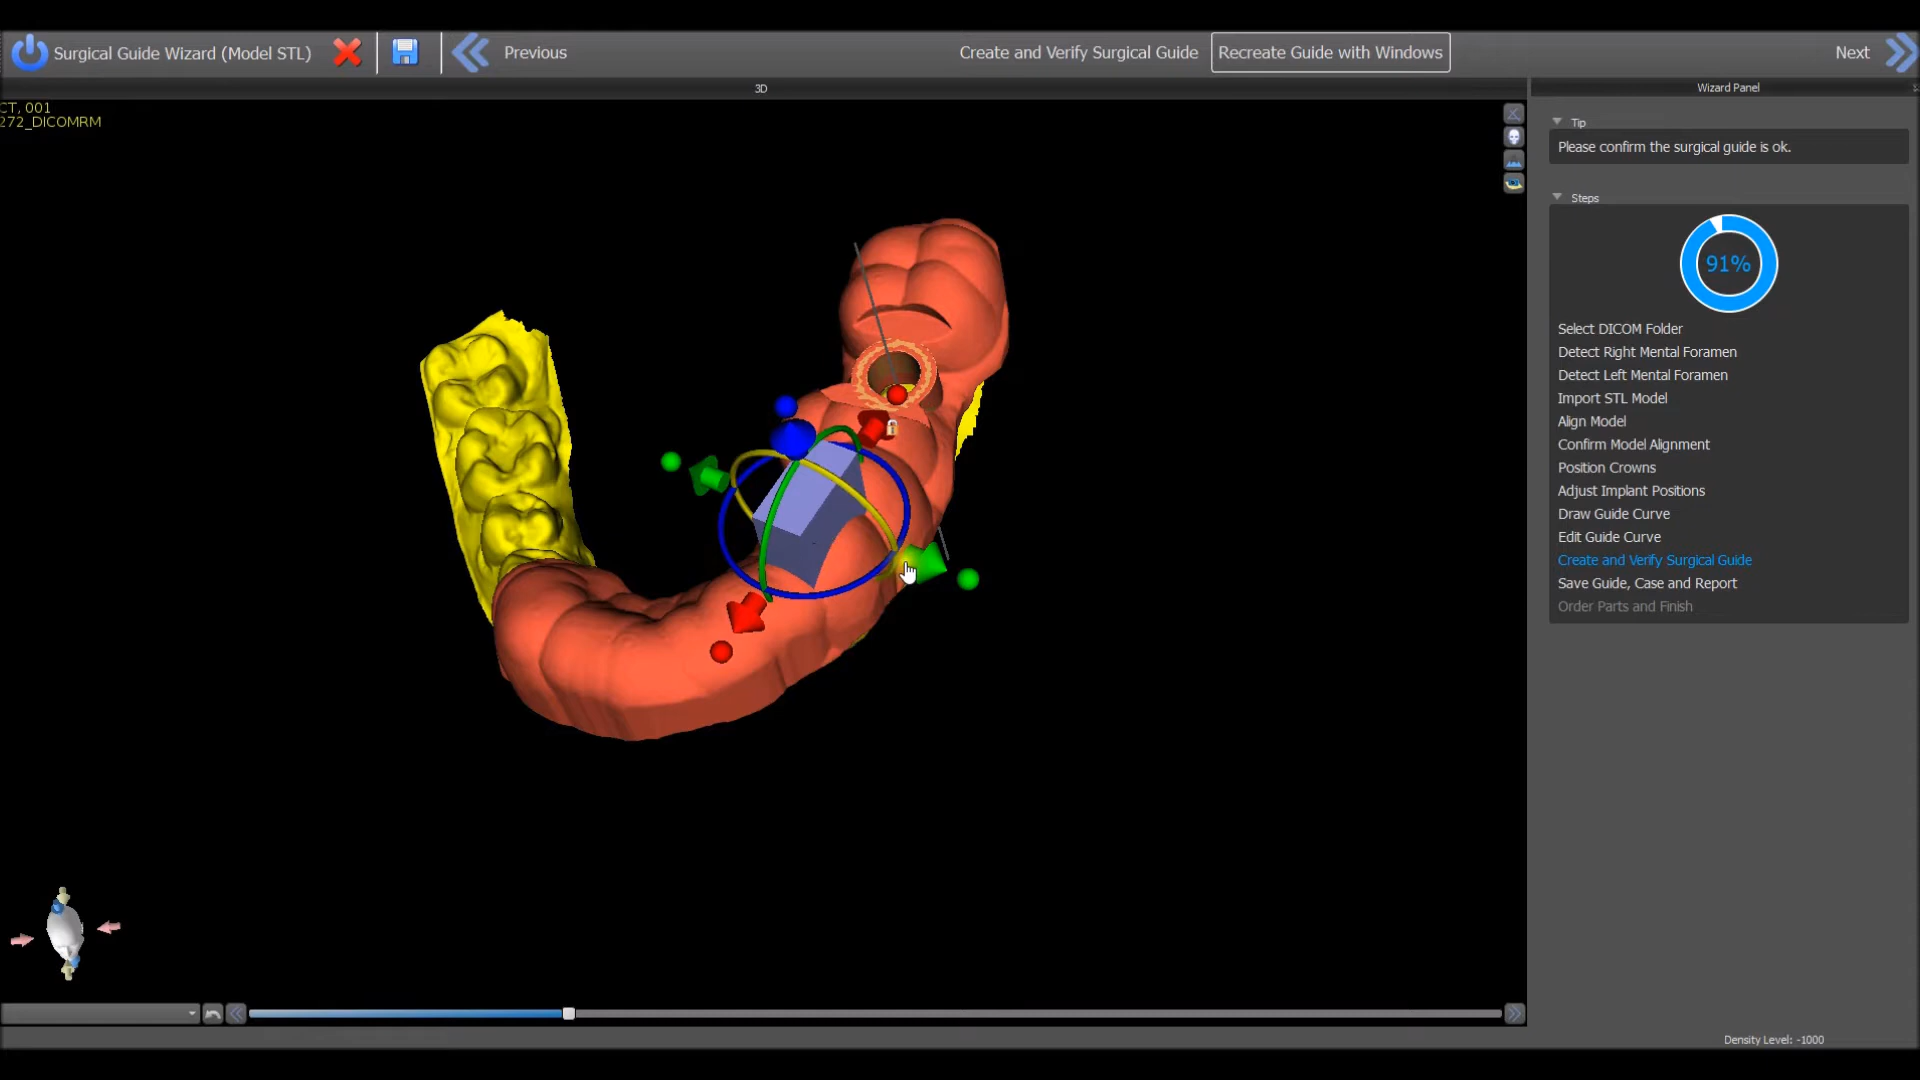 Surgical Guide Wizard (Model STL)
Previous
Create and Verify Surgical Guide
Recreate Guide with Windows
Next
3D
Wizard Panel
CT, 001
272_DICOMRM
Tip
Please confirm the surgical guide is ok.
Steps
91%
Select DICOM Folder
Detect Right Mental Foramen
Detect Left Mental Foramen
Import STL Model
Align Model
Confirm Model Alignment
Position Crowns
Adjust Implant Positions
Draw Guide Curve
Edit Guide Curve
Create and Verify Surgical Guide
Save Guide, Case and Report
Order Parts and Finish
Density Level: -1000